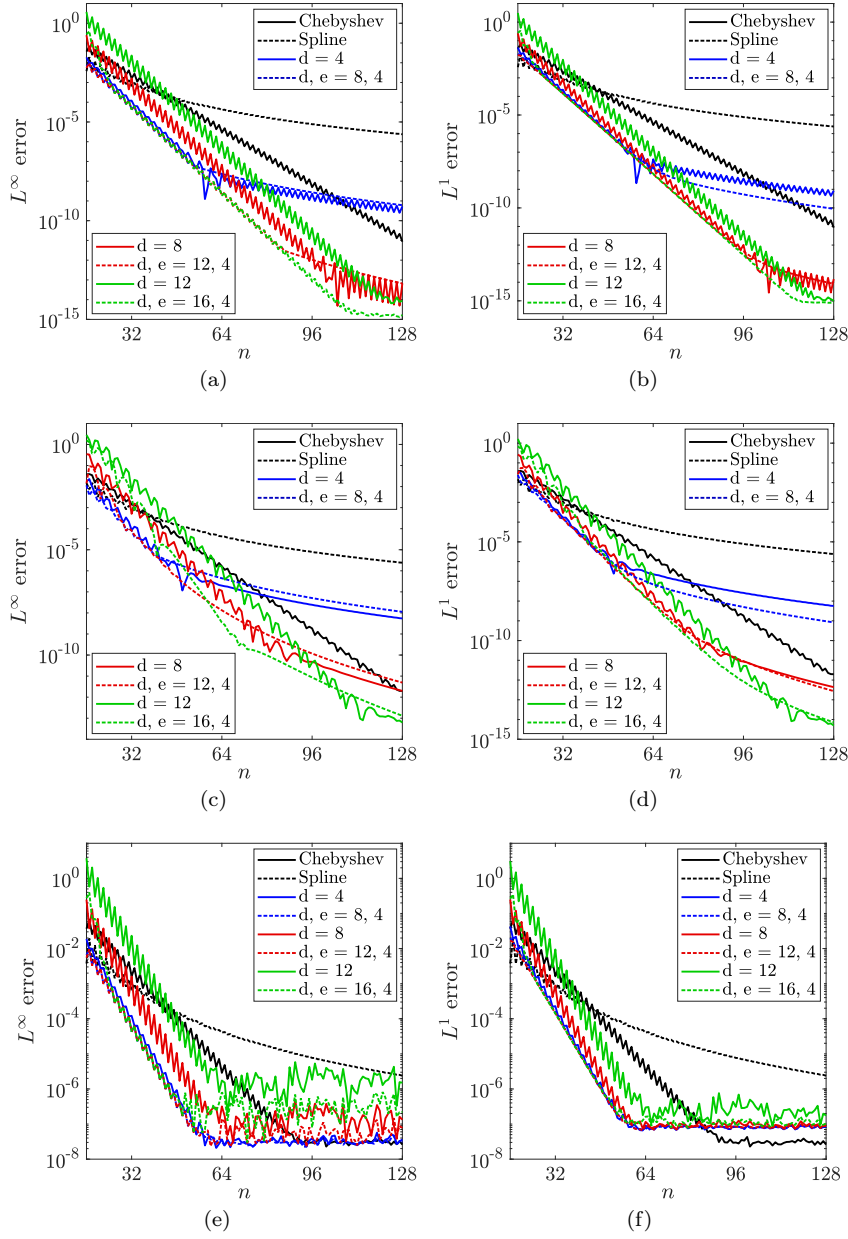 10^0
10^-5
10^-10
10^-15
L^∞ error
Chebyshev
Spline
d = 4
d, e = 8, 4
d = 8
d, e = 12, 4
d = 12
d, e = 16, 4
32 64 96 128
n
(a)
10^0
10^-5
10^-10
10^-15
L^1 error
Chebyshev
Spline
d = 4
d, e = 8, 4
d = 8
d, e = 12, 4
d = 12
d, e = 16, 4
32 64 96 128
n
(b)
10^0
10^-5
10^-10
L^∞ error
Chebyshev
Spline
d = 4
d, e = 8, 4
d = 8
d, e = 12, 4
d = 12
d, e = 16, 4
32 64 96 128
n
(c)
10^0
10^-5
10^-10
10^-15
L^1 error
Chebyshev
Spline
d = 4
d, e = 8, 4
d = 8
d, e = 12, 4
d = 12
d, e = 16, 4
32 64 96 128
n
(d)
10^0
10^-2
10^-4
10^-6
10^-8
L^∞ error
Chebyshev
Spline
d = 4
d, e = 8, 4
d = 8
d, e = 12, 4
d = 12
d, e = 16, 4
32 64 96 128
n
(e)
10^0
10^-2
10^-4
10^-6
10^-8
L^1 error
Chebyshev
Spline
d = 4
d, e = 8, 4
d = 8
d, e = 12, 4
d = 12
d, e = 16, 4
32 64 96 128
n
(f)